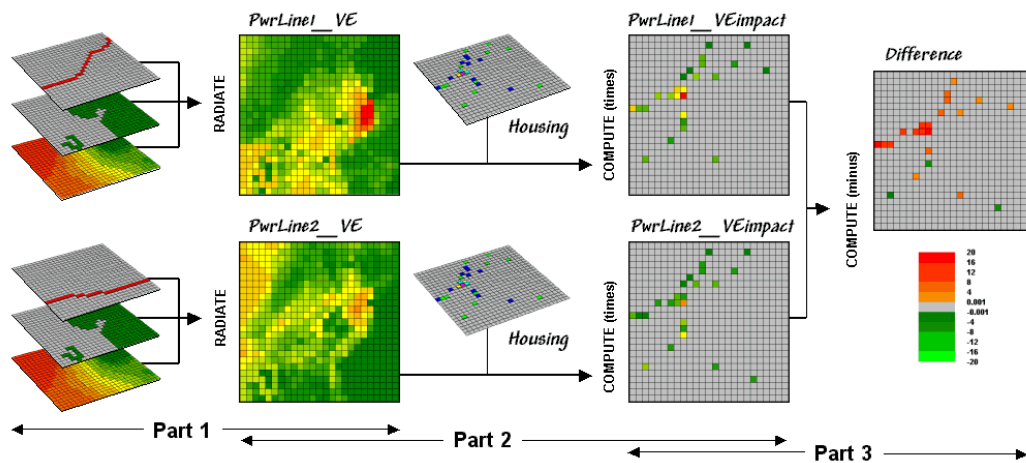 PwrLine1__VE
PwrLine1__VEimpact
Difference
RADIATE
Housing
COMPUTE (times)
COMPUTE (minus)
PwrLine2__VE
PwrLine2__VEimpact
RADIATE
Housing
COMPUTE (times)
20
16
12
8
4
0.001
-0.001
-4
-8
-12
-16
-20
Part 1
Part 2
Part 3